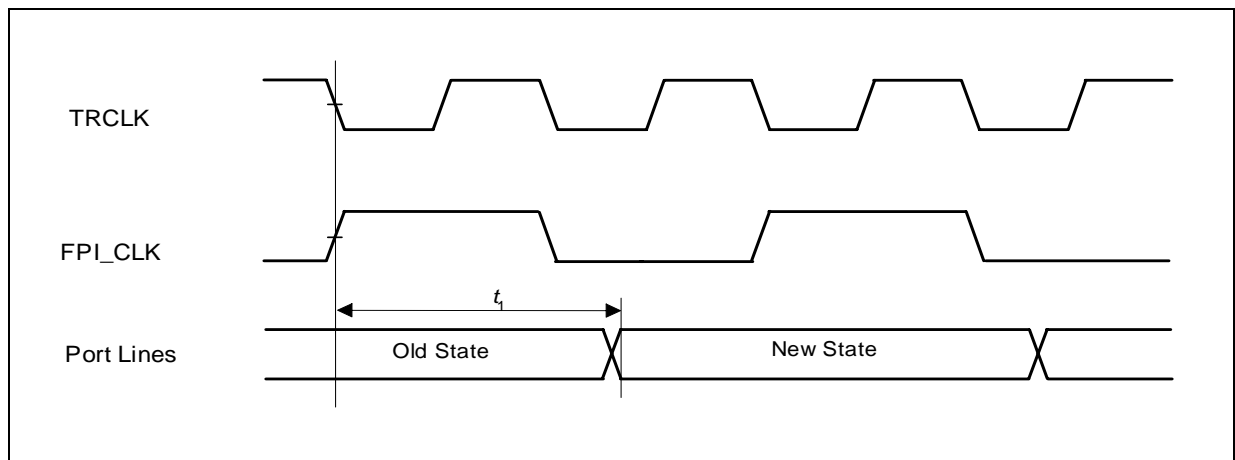 TRCLK
FPI_CLK
t1
Port Lines
Old State
New State